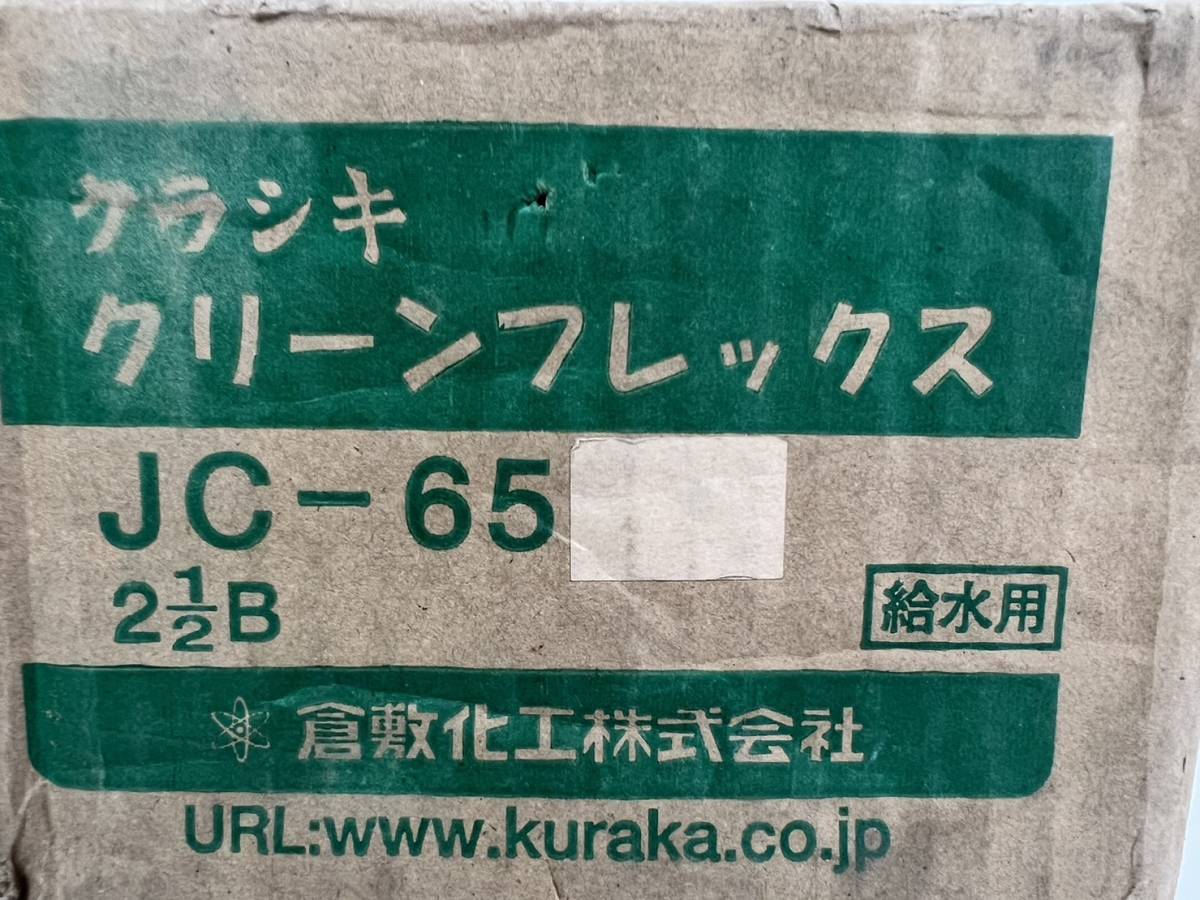 クラシキ
クリーンフレックス
JC-65
2½B
給水用
倉敷化工株式会社
URL:www.kuraka.co.jp